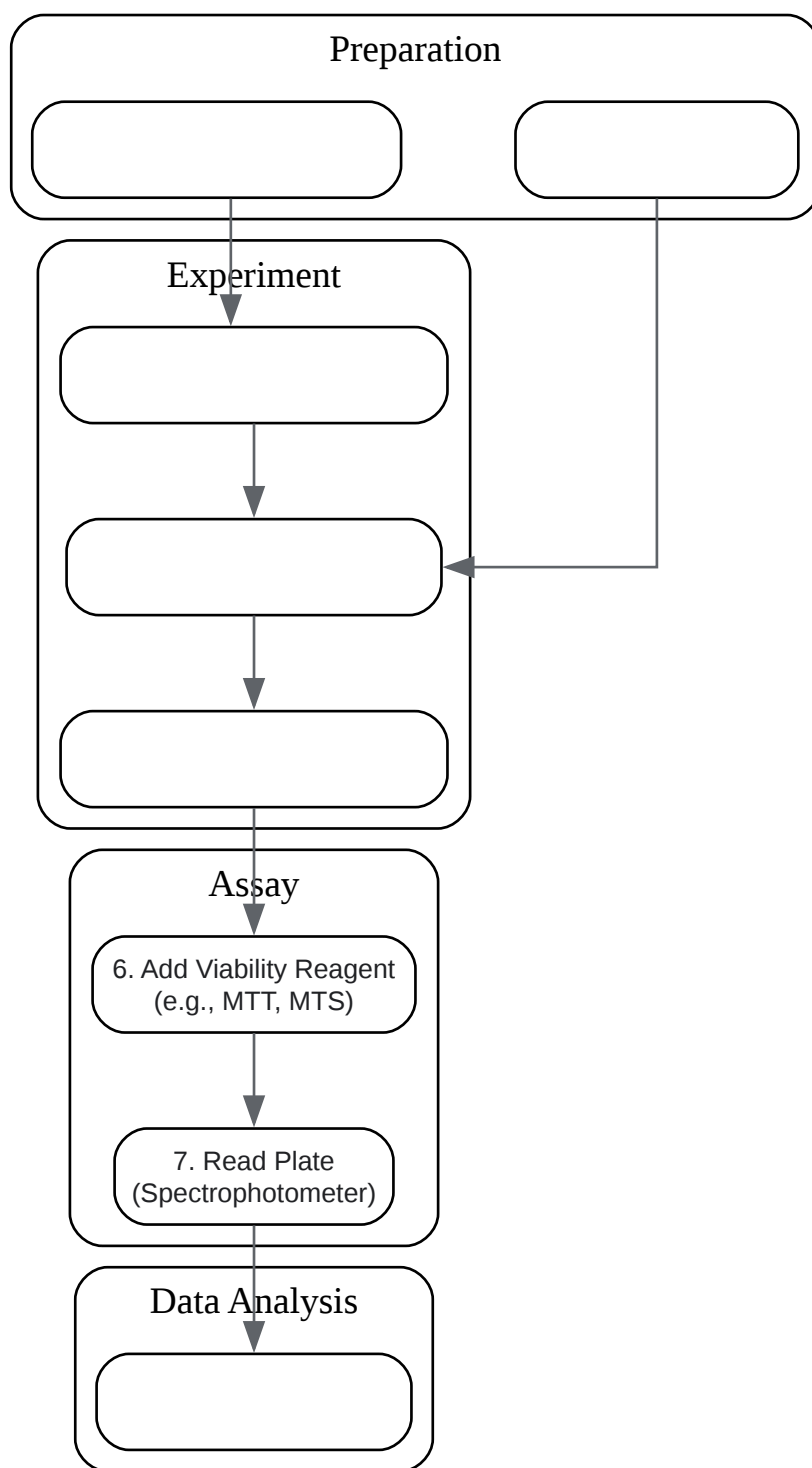 Preparation
Experiment
Assay
6. Add Viability Reagent
(e.g., MTT, MTS)
7. Read Plate
(Spectrophotometer)
Data Analysis